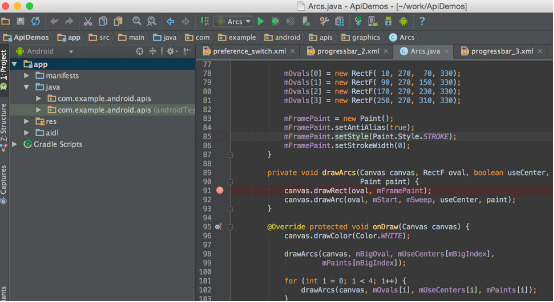 Arcs.java - ApiDemos - [~/work/ApiDemos]
Arcs
ApiDemos app src main java com example android apis graphics Arcs
Android
preference_switch.xml progressbar_2.xml Arcs.java progressbar_3.xml
1: Project
7: Structure
Captures
app
manifests
java
com.example.android.apis
com.example.android.apis (androidTes
res
aidl
Gradle Scripts
77
78 mOvals[0] = new RectF( 10, 270, 70, 330);
79 mOvals[1] = new RectF( 90, 270, 150, 330);
80 mOvals[2] = new RectF(170, 270, 230, 330);
81 mOvals[3] = new RectF(250, 270, 310, 330);
82
83 mFramePaint = new Paint();
84 mFramePaint.setAntiAlias(true);
85 mFramePaint.setStyle(Paint.Style.STROKE);
86 mFramePaint.setStrokeWidth(0);
87 }
88
89 private void drawArcs(Canvas canvas, RectF oval, boolean useCenter,
90 Paint paint) {
91 canvas.drawRect(oval, mFramePaint);
92 canvas.drawArc(oval, mStart, mSweep, useCenter, paint);
93 }
94
95 @Override protected void onDraw(Canvas canvas) {
96 canvas.drawColor(Color.WHITE);
97
98 drawArcs(canvas, mBigOval, mUseCenters[mBigIndex],
99 mPaints[mBigIndex]);
100
101 for (int i = 0; i < 4; i++) {
102 drawArcs(canvas, mOvals[i], mUseCenters[i], mPaints[i]);
103 }